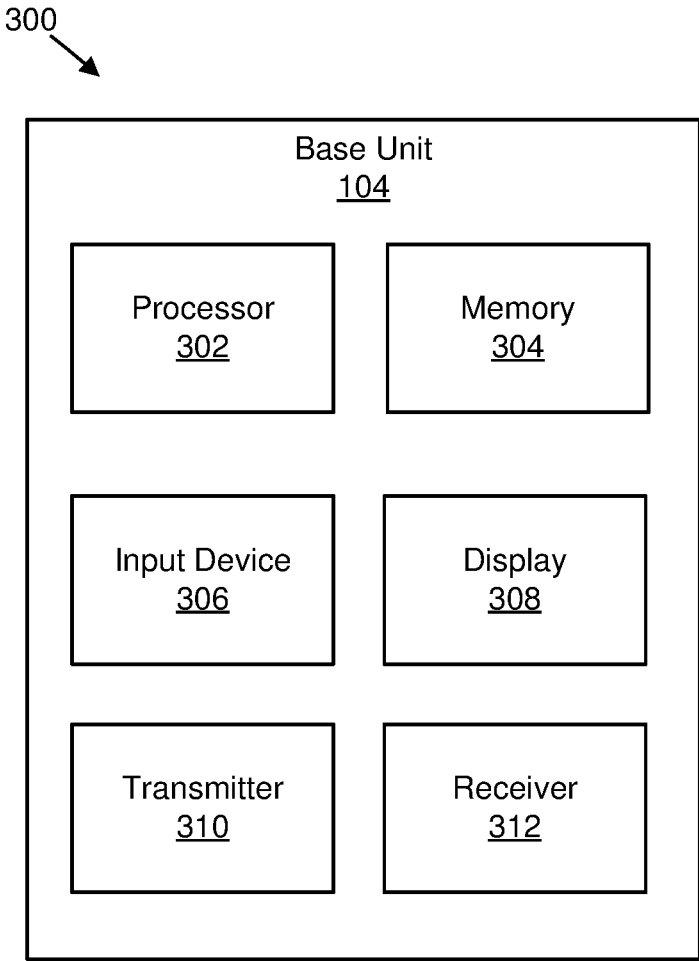 300
Base Unit
104
Processor
302
Memory
304
Input Device
306
Display
308
Transmitter
310
Receiver
312